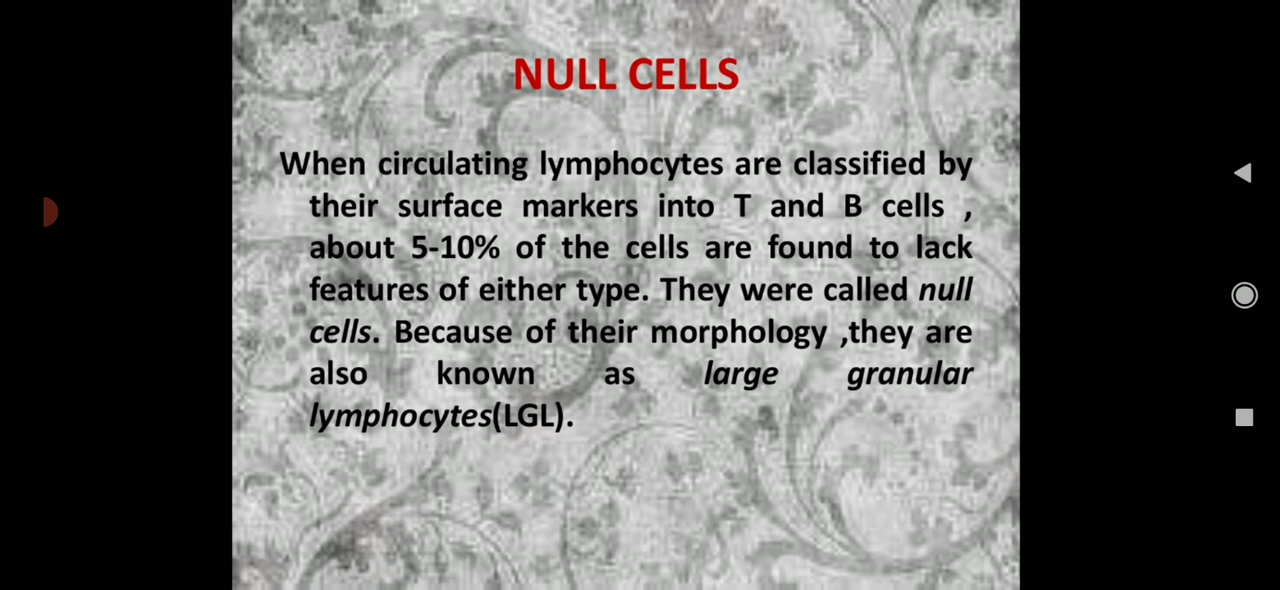 NULL CELLS
When circulating lymphocytes are classified by
their surface markers into T and B cells ,
about 5-10% of the cells are found to lack
features of either type. They were called null
cells. Because of their morphology ,they are
also known as large granular
lymphocytes(LGL).